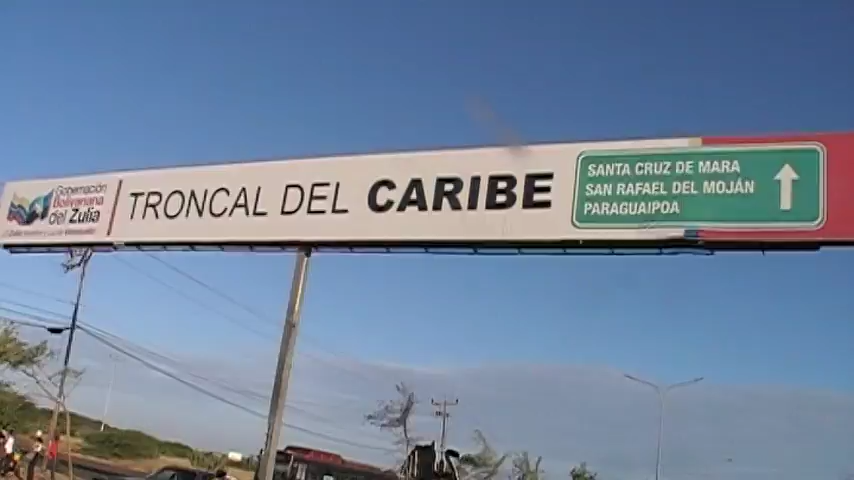 Gobernación
Bolivariana
del Zulia
TRONCAL DEL CARIBE
SANTA CRUZ DE MARA
SAN RAFAEL DEL MOJÁN
PARAGUAIPOA